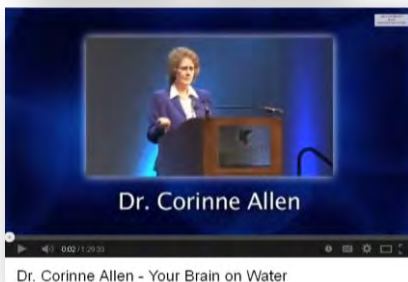 Dr. Corinne Allen
0:02 / 1:29:33
Dr. Corinne Allen - Your Brain on Water